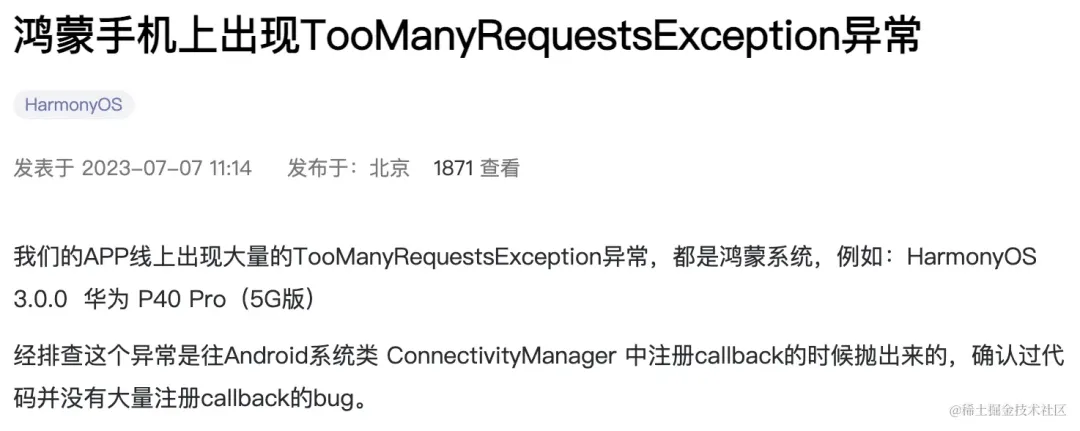 鸿蒙手机上出现TooManyRequestsException异常
HarmonyOS
发表于 2023-07-07 11:14 发布于：北京 1871 查看
我们的APP线上出现大量的TooManyRequestsException异常，都是鸿蒙系统，例如：HarmonyOS
3.0.0 华为 P40 Pro（5G版）
经排查这个异常是往Android系统类 ConnectivityManager 中注册callback的时候抛出来的，确认过代
码并没有大量注册callback的bug。
@稀土掘金技术社区